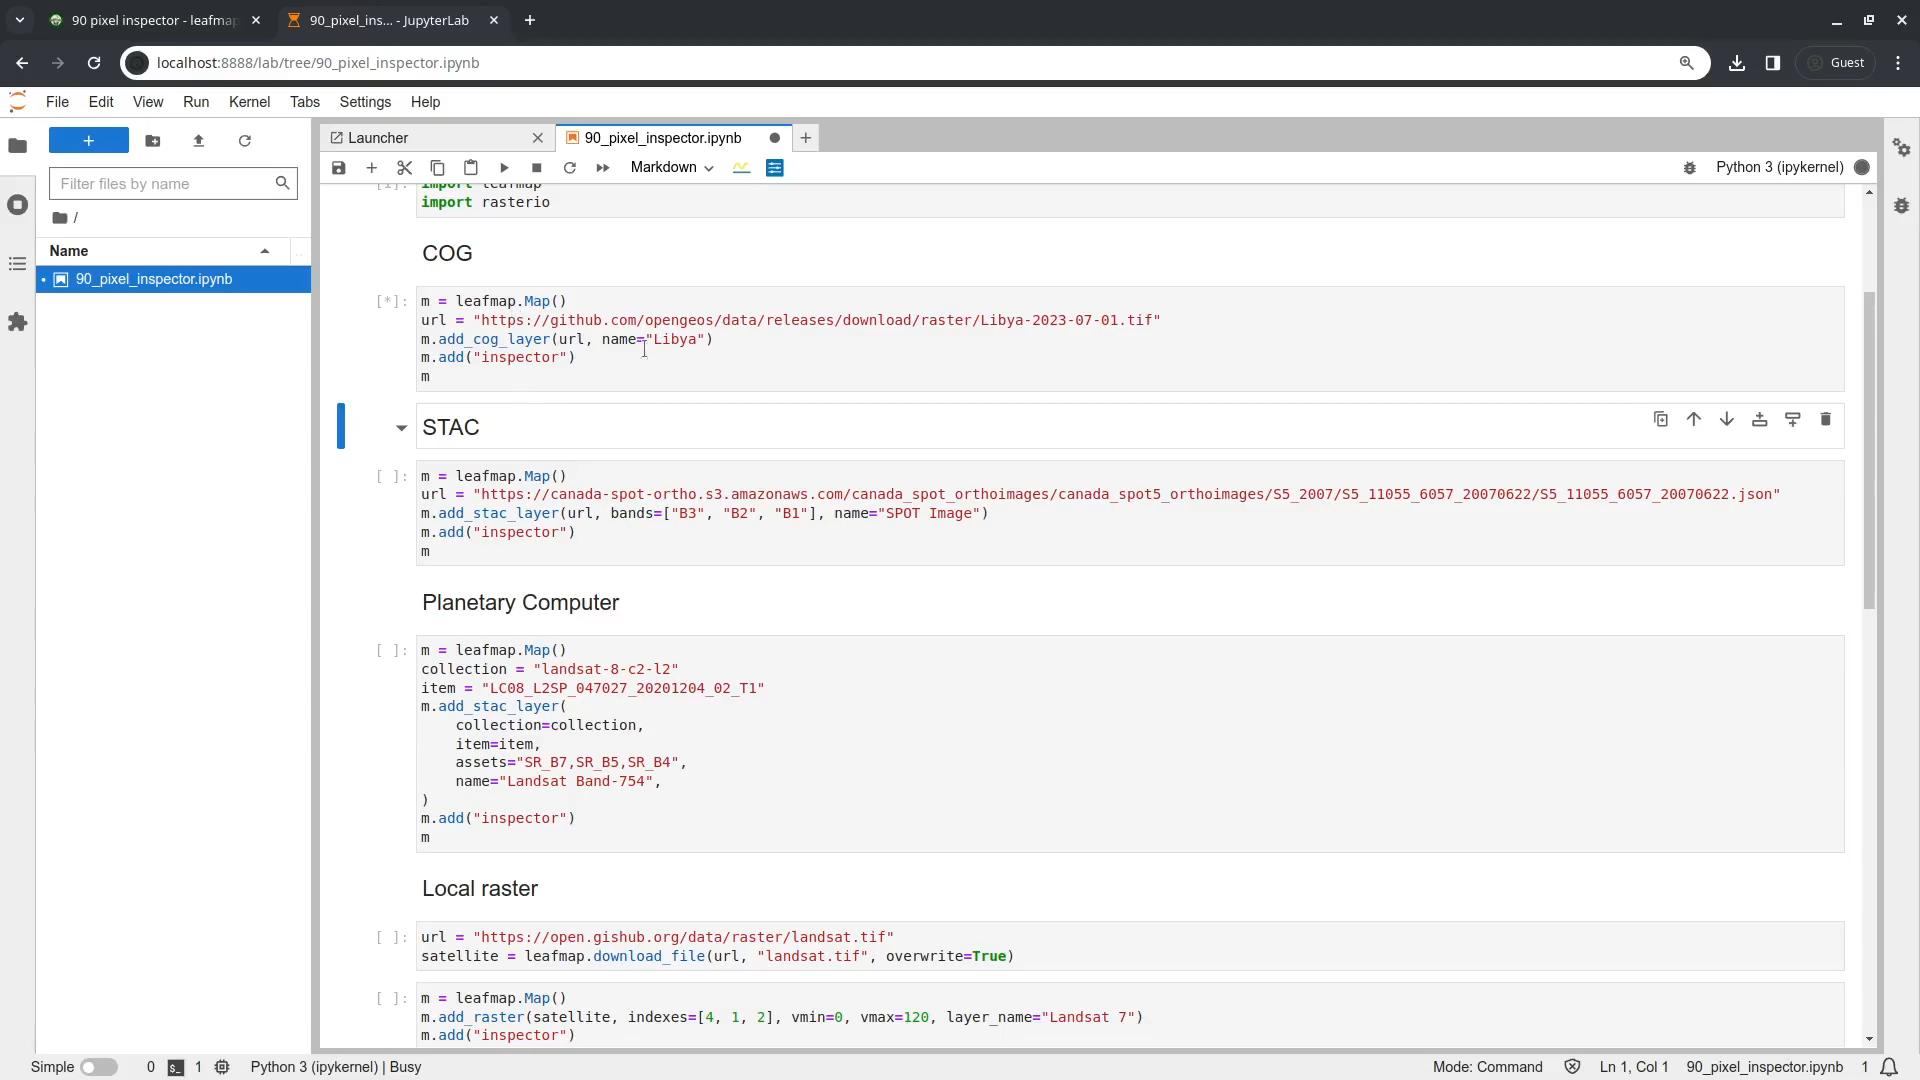 90 pixel inspector - leafmap
90_pixel_ins... - JupyterLab
localhost:8888/lab/tree/90_pixel_inspector.ipynb
Guest
File Edit View Run Kernel Tabs Settings Help
Launcher
90_pixel_inspector.ipynb
Markdown
Python 3 (ipykernel)
Filter files by name
/
Name
90_pixel_inspector.ipynb
[1]: import leafmap
import rasterio
COG
[*]: m = leafmap.Map()
url = "https://github.com/opengeos/data/releases/download/raster/Libya-2023-07-01.tif"
m.add_cog_layer(url, name="Libya")
m.add("inspector")
m
STAC
[ ]: m = leafmap.Map()
url = "https://canada-spot-ortho.s3.amazonaws.com/canada_spot_orthoimages/canada_spot5_orthoimages/S5_2007/S5_11055_6057_20070622/S5_11055_6057_20070622.json"
m.add_stac_layer(url, bands=["B3", "B2", "B1"], name="SPOT Image")
m.add("inspector")
m
Planetary Computer
[ ]: m = leafmap.Map()
collection = "landsat-8-c2-l2"
item = "LC08_L2SP_047027_20201204_02_T1"
m.add_stac_layer(
collection=collection,
item=item,
assets="SR_B7,SR_B5,SR_B4",
name="Landsat Band-754",
)
m.add("inspector")
m
Local raster
[ ]: url = "https://open.gishub.org/data/raster/landsat.tif"
satellite = leafmap.download_file(url, "landsat.tif", overwrite=True)
[ ]: m = leafmap.Map()
m.add_raster(satellite, indexes=[4, 1, 2], vmin=0, vmax=120, layer_name="Landsat 7")
m.add("inspector")
Simple 0 1 Python 3 (ipykernel) | Busy
Mode: Command Ln 1, Col 1 90_pixel_inspector.ipynb 1